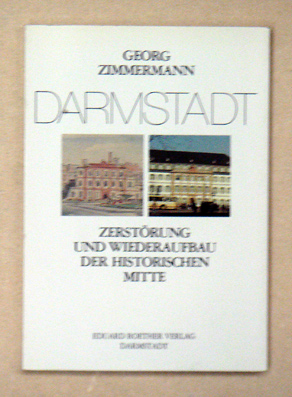 GEORG
ZIMMERMANN
DARMSTADT
ZERSTÖRUNG
UND WIEDERAUFBAU
DER HISTORISCHEN
MITTE
EDUARD ROETHER VERLAG
DARMSTADT